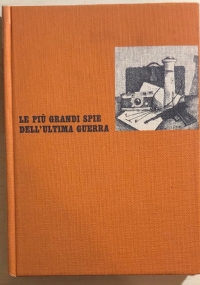 LE PIÙ GRANDI SPIE
DELL'ULTIMA GUERRA